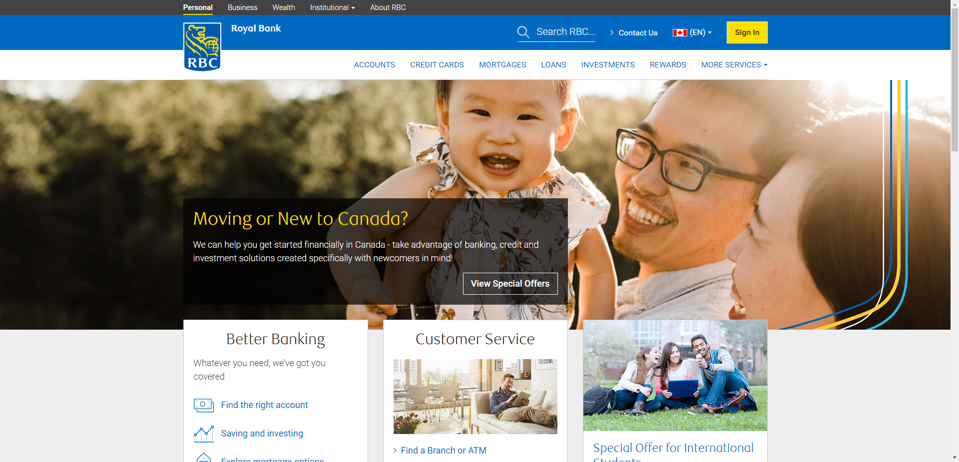 Personal
Business
Wealth
Institutional
About RBC
RBC
Royal Bank
Search RBC...
Contact Us
(EN)
Sign In
ACCOUNTS
CREDIT CARDS
MORTGAGES
LOANS
INVESTMENTS
REWARDS
MORE SERVICES
Moving or New to Canada?
We can help you get started financially in Canada - take advantage of banking, credit and
investment solutions created specifically with newcomers in mind!
View Special Offers
Better Banking
Whatever you need, we've got you
covered
Find the right account
Saving and investing
Explore mortgage options
Customer Service
Find a Branch or ATM
Special Offer for International
Students